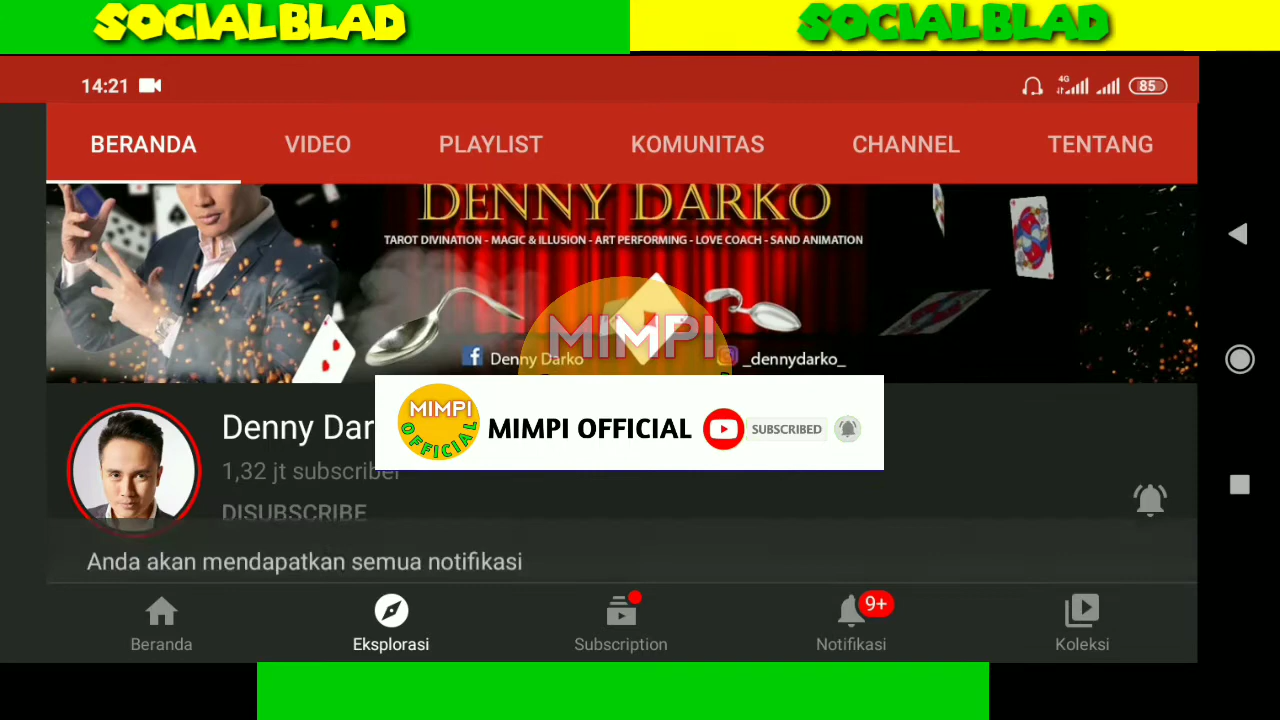 SOCIALBLAD
SOCIALBLAD
14:21
4G
85
BERANDA VIDEO PLAYLIST KOMUNITAS CHANNEL TENTANG
DENNY DARKO
TAROT DIVINATION - MAGIC & ILLUSION - ART PERFORMING - LOVE COACH - SAND ANIMATION
MIMPI
Denny Darko
_dennydarko_
MIMPI
OFFICIAL
MIMPI OFFICIAL
SUBSCRIBED
Denny Dar
1,32 jt subscriber
DISUBSCRIBE
Anda akan mendapatkan semua notifikasi
9+
Beranda Eksplorasi Subscription Notifikasi Koleksi